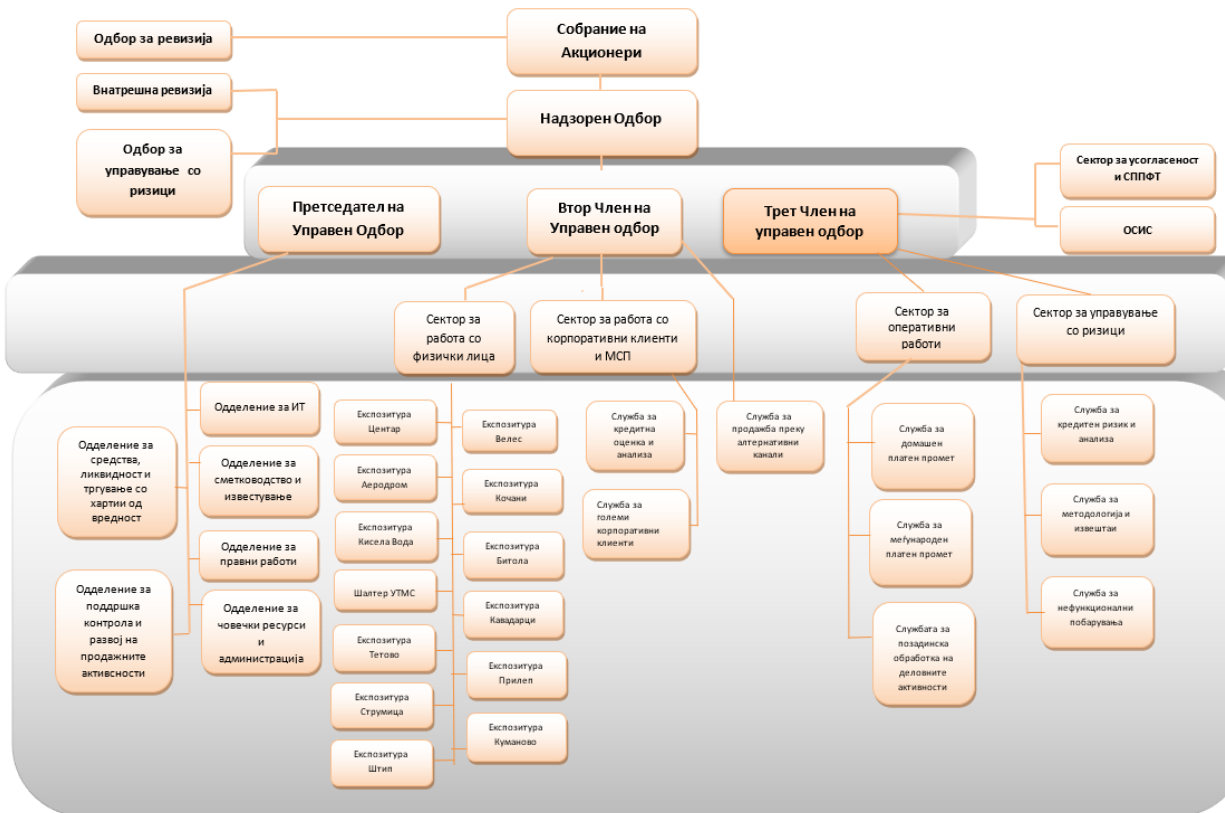 Собрание на
Акционери
Одбор за ревизија
Внатрешна ревизија
Надзорен Одбор
Одбор за
управување со
ризици
Сектор за усогласеност
и СППФТ
ОСИС
Претседател на
Управен Одбор
Втор Член на
Управен одбор
Трет Член на
управен одбор
Сектор за
работа со
физички лица
Сектор за работа со
корпоративни клиенти
и МСП
Сектор за
оперативни
работи
Сектор за управување
со ризици
Одделение за ИТ
Одделение за
средства,
ликвидност и
тргување со
хартии од
вредност
Одделение за
сметководство и
известување
Одделение за
правни работи
Одделение за
поддршка
контрола и
развој на
продажните
активсности
Одделение за
човечки ресурси
и
администрација
Експозитура
Центар
Експозитура
Аеродром
Експозитура
Кисела Вода
Шалтер УТМС
Експозитура
Тетово
Експозитура
Струмица
Експозитура
Штип
Експозитура
Велес
Експозитура
Кочани
Експозитура
Битола
Експозитура
Кавадарци
Експозитура
Прилеп
Експозитура
Куманово
Служба за
кредитна
оценка и
анализа
Служба за
големи
корпоративни
клиенти
Служба за
продажба преку
алтернативни
канали
Служба за
домашен
платен промет
Служба за
меѓународен
платен промет
Службата за
позадинска
обработка на
деловните
активности
Служба за
кредитен ризик и
анализа
Служба за
методологија и
извештаи
Служба за
нефункционални
побарувања